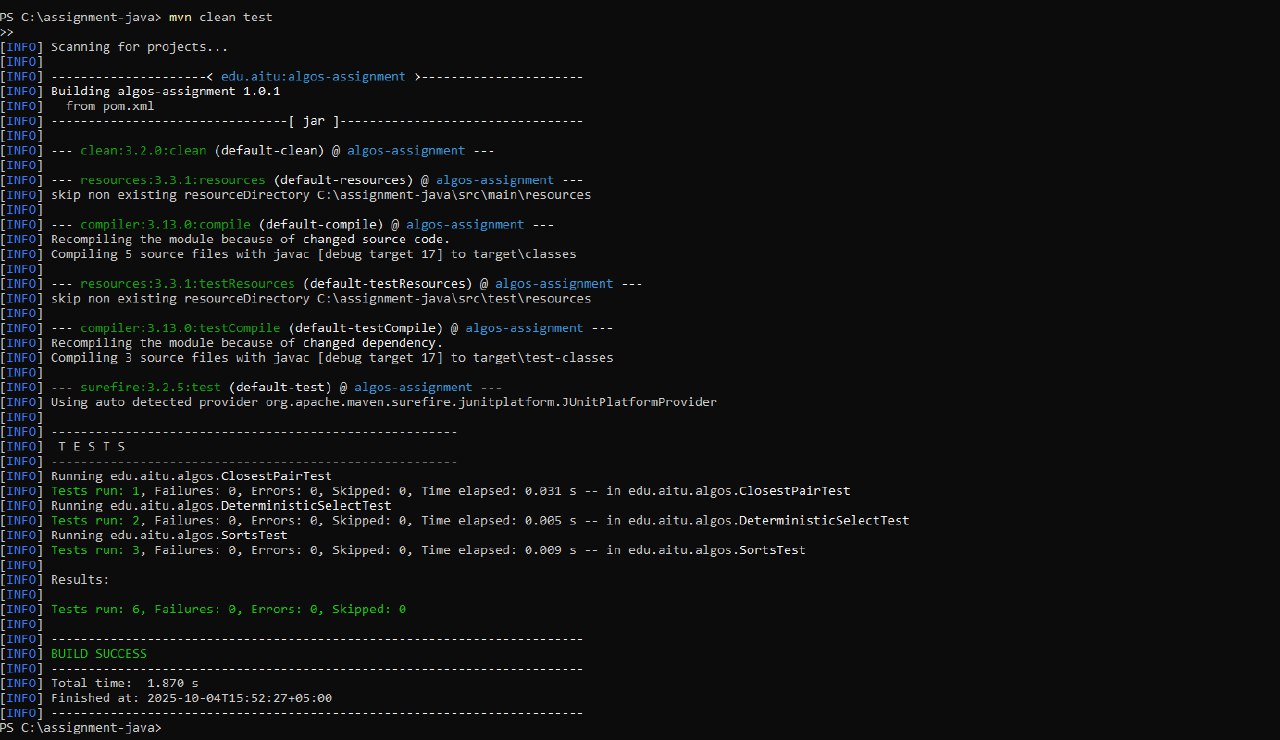 PS C:\assignment-java> mvn clean test
>>
[INFO] Scanning for projects...
[INFO]
[INFO] ---------------------< edu.aitu:algos-assignment >----------------------
[INFO] Building algos-assignment 1.0.1
[INFO]   from pom.xml
[INFO] --------------------------------[ jar ]---------------------------------
[INFO]
[INFO] --- clean:3.2.0:clean (default-clean) @ algos-assignment ---
[INFO]
[INFO] --- resources:3.3.1:resources (default-resources) @ algos-assignment ---
[INFO] skip non existing resourceDirectory C:\assignment-java\src\main\resources
[INFO]
[INFO] --- compiler:3.13.0:compile (default-compile) @ algos-assignment ---
[INFO] Recompiling the module because of changed source code.
[INFO] Compiling 5 source files with javac [debug target 17] to target\classes
[INFO]
[INFO] --- resources:3.3.1:testResources (default-testResources) @ algos-assignment ---
[INFO] skip non existing resourceDirectory C:\assignment-java\src\test\resources
[INFO]
[INFO] --- compiler:3.13.0:testCompile (default-testCompile) @ algos-assignment ---
[INFO] Recompiling the module because of changed dependency.
[INFO] Compiling 3 source files with javac [debug target 17] to target\test-classes
[INFO]
[INFO] --- surefire:3.2.5:test (default-test) @ algos-assignment ---
[INFO] Using auto detected provider org.apache.maven.surefire.junitplatform.JUnitPlatformProvider
[INFO]
[INFO] -------------------------------------------------------
[INFO]  T E S T S
[INFO] -------------------------------------------------------
[INFO] Running edu.aitu.algos.ClosestPairTest
[INFO] Tests run: 1, Failures: 0, Errors: 0, Skipped: 0, Time elapsed: 0.031 s -- in edu.aitu.algos.ClosestPairTest
[INFO] Running edu.aitu.algos.DeterministicSelectTest
[INFO] Tests run: 2, Failures: 0, Errors: 0, Skipped: 0, Time elapsed: 0.005 s -- in edu.aitu.algos.DeterministicSelectTest
[INFO] Running edu.aitu.algos.SortsTest
[INFO] Tests run: 3, Failures: 0, Errors: 0, Skipped: 0, Time elapsed: 0.009 s -- in edu.aitu.algos.SortsTest
[INFO]
[INFO] Results:
[INFO]
[INFO] Tests run: 6, Failures: 0, Errors: 0, Skipped: 0
[INFO]
[INFO] ------------------------------------------------------------------------
[INFO] BUILD SUCCESS
[INFO] ------------------------------------------------------------------------
[INFO] Total time:  1.870 s
[INFO] Finished at: 2025-10-04T15:52:27+05:00
[INFO] ------------------------------------------------------------------------
PS C:\assignment-java>